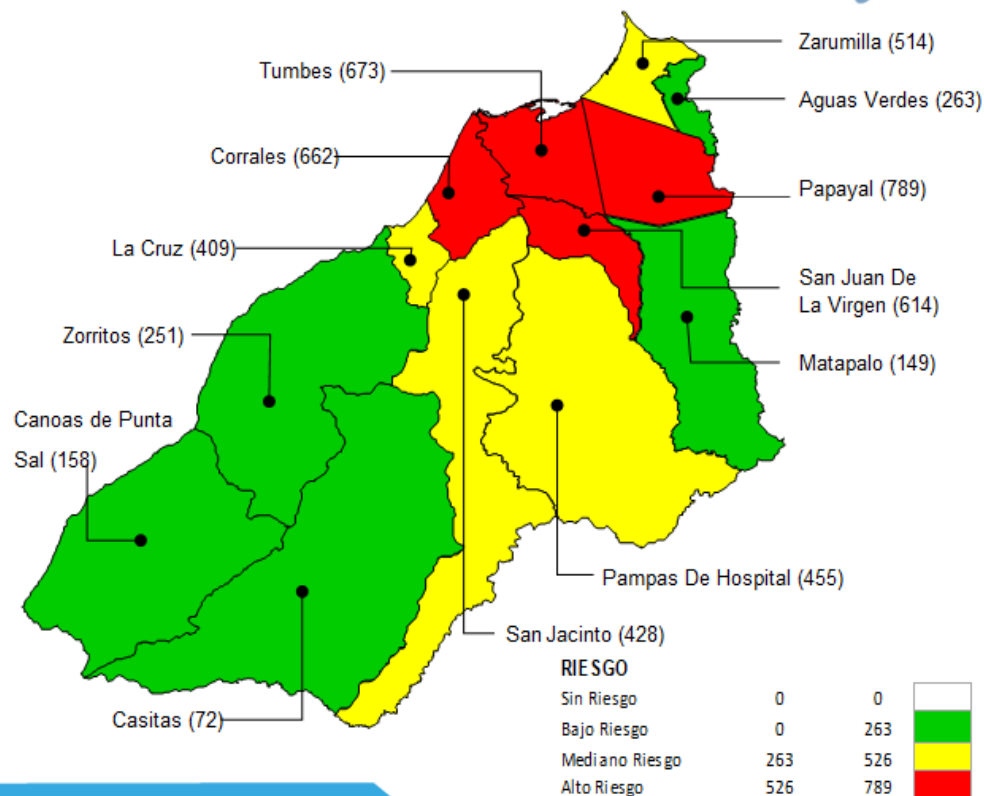 Zarumilla (514)
Tumbes (673)
Aguas Verdes (263)
Corrales (662)
Papayal (789)
La Cruz (409)
San Juan De
La Virgen (614)
Zorritos (251)
Matapalo (149)
Canoas de Punta
Sal (158)
Pampas De Hospital (455)
San Jacinto (428)
Casitas (72)
RIESGO
Sin Riesgo 0 0
Bajo Riesgo 0 263
Mediano Riesgo 263 526
Alto Riesgo 526 789